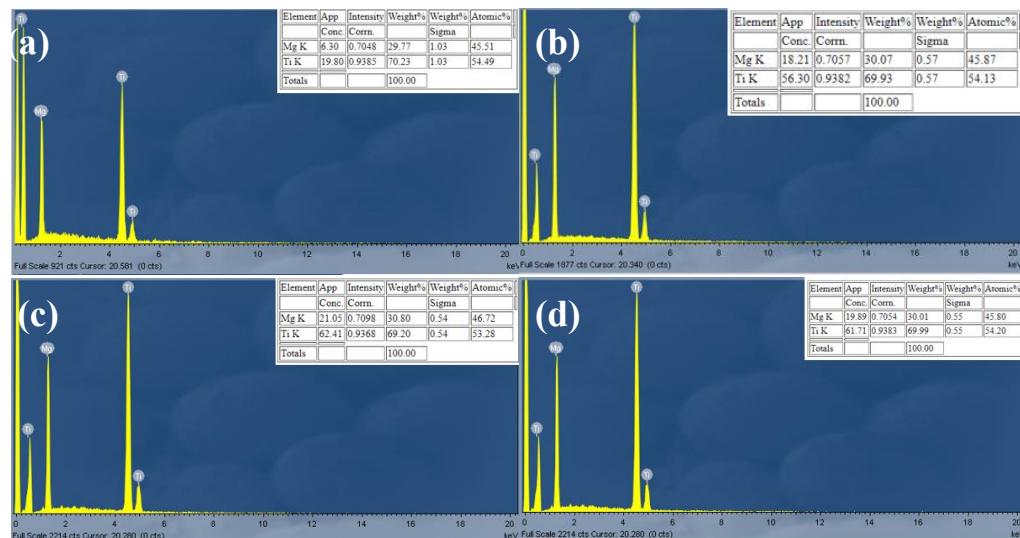 (a)
Element App Intensity Weight% Weight% Atomic%
Conc. Corrn. Sigma
Mg K 6.30 0.7048 29.77 1.03 45.51
Ti K 19.80 0.9385 70.23 1.03 54.49
Totals 100.00
Ti
Ti
Mg
Ti
2 4 6 8 10 12 14 16 18 20
Full Scale 921 cts Cursor: 20.581 (0 cts) keV
(b)
Element App Intensity Weight% Weight% Atomic%
Conc. Corrn. Sigma
Mg K 18.21 0.7057 30.07 0.57 45.87
Ti K 56.30 0.9382 69.93 0.57 54.13
Totals 100.00
Ti
Mg
Ti
Ti
0 2 4 6 8 10 12 14 16 18 20
Full Scale 1877 cts Cursor: 20.340 (0 cts) ke
(c)
Element App Intensity Weight% Weight% Atomic%
Conc. Corrn. Sigma
Mg K 21.05 0.7098 30.80 0.54 46.72
Ti K 62.41 0.9368 69.20 0.54 53.28
Totals 100.00
Ti
Mg
Ti
Ti
0 2 4 6 8 10 12 14 16 18 20
Full Scale 2214 cts Cursor: 20.280 (0 cts) keV
(d)
Element App Intensity Weight% Weight% Atomic%
Conc. Corrn. Sigma
Mg K 19.89 0.7054 30.01 0.55 45.80
Ti K 61.71 0.9383 69.99 0.55 54.20
Totals 100.00
Ti
Mg
Ti
Ti
0 2 4 6 8 10 12 14 16 18 20
Full Scale 2214 cts Cursor: 20.280 (0 cts) keV